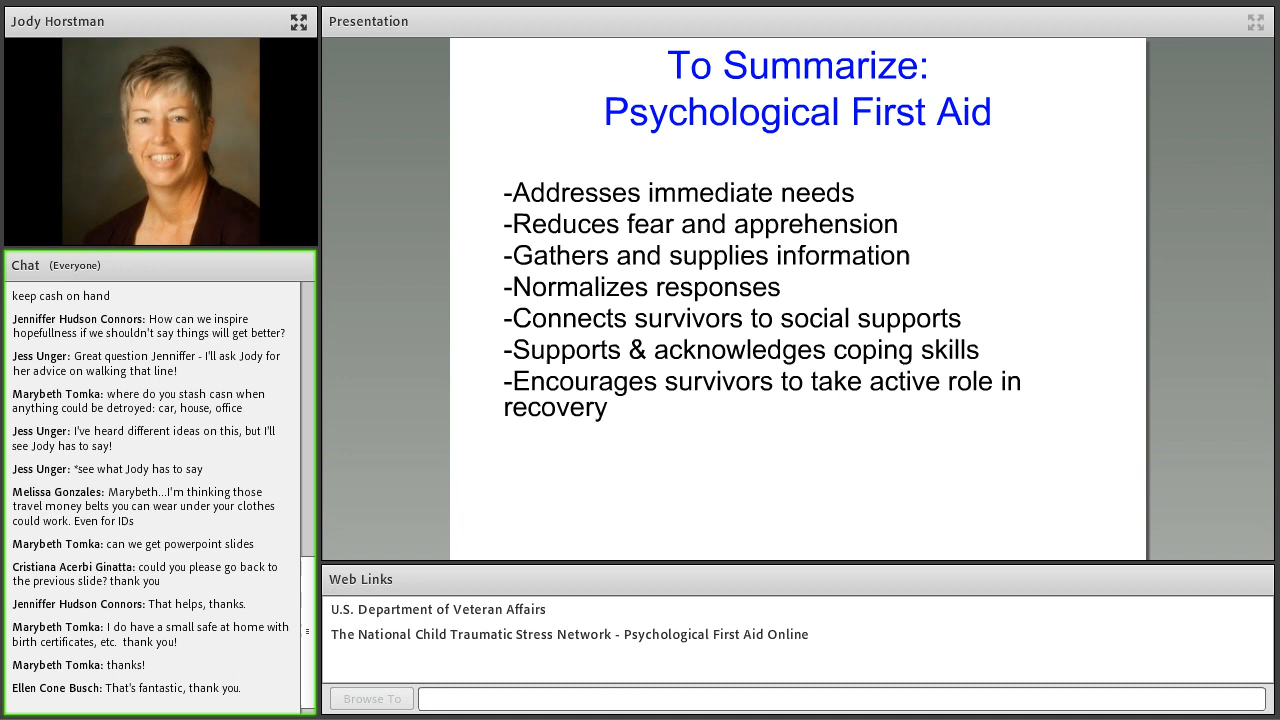 Jody Horstman
Presentation
To Summarize:
Psychological First Aid
-Addresses immediate needs
-Reduces fear and apprehension
-Gathers and supplies information
-Normalizes responses
-Connects survivors to social supports
-Supports & acknowledges coping skills
-Encourages survivors to take active role in
recovery
Chat (Everyone)
keep cash on hand
Jenniffer Hudson Connors: How can we inspire
hopefullness if we shouldn't say things will get better?
Jess Unger: Great question Jenniffer - I'll ask Jody for
her advice on walking that line!
Marybeth Tomka: where do you stash casn when
anything could be detroyed: car, house, office
Jess Unger: I've heard different ideas on this, but I'll
see Jody has to say!
Jess Unger: *see what Jody has to say
Melissa Gonzales: Marybeth...I'm thinking those
travel money belts you can wear under your clothes
could work. Even for IDs
Marybeth Tomka: can we get powerpoint slides
Cristiana Acerbi Ginatta: could you please go back to
the previous slide? thank you
Jenniffer Hudson Connors: That helps, thanks.
Marybeth Tomka: I do have a small safe at home with
birth certificates, etc.  thank you!
Marybeth Tomka: thanks!
Ellen Cone Busch: That's fantastic, thank you.
Web Links
U.S. Department of Veteran Affairs
The National Child Traumatic Stress Network - Psychological First Aid Online
Browse To